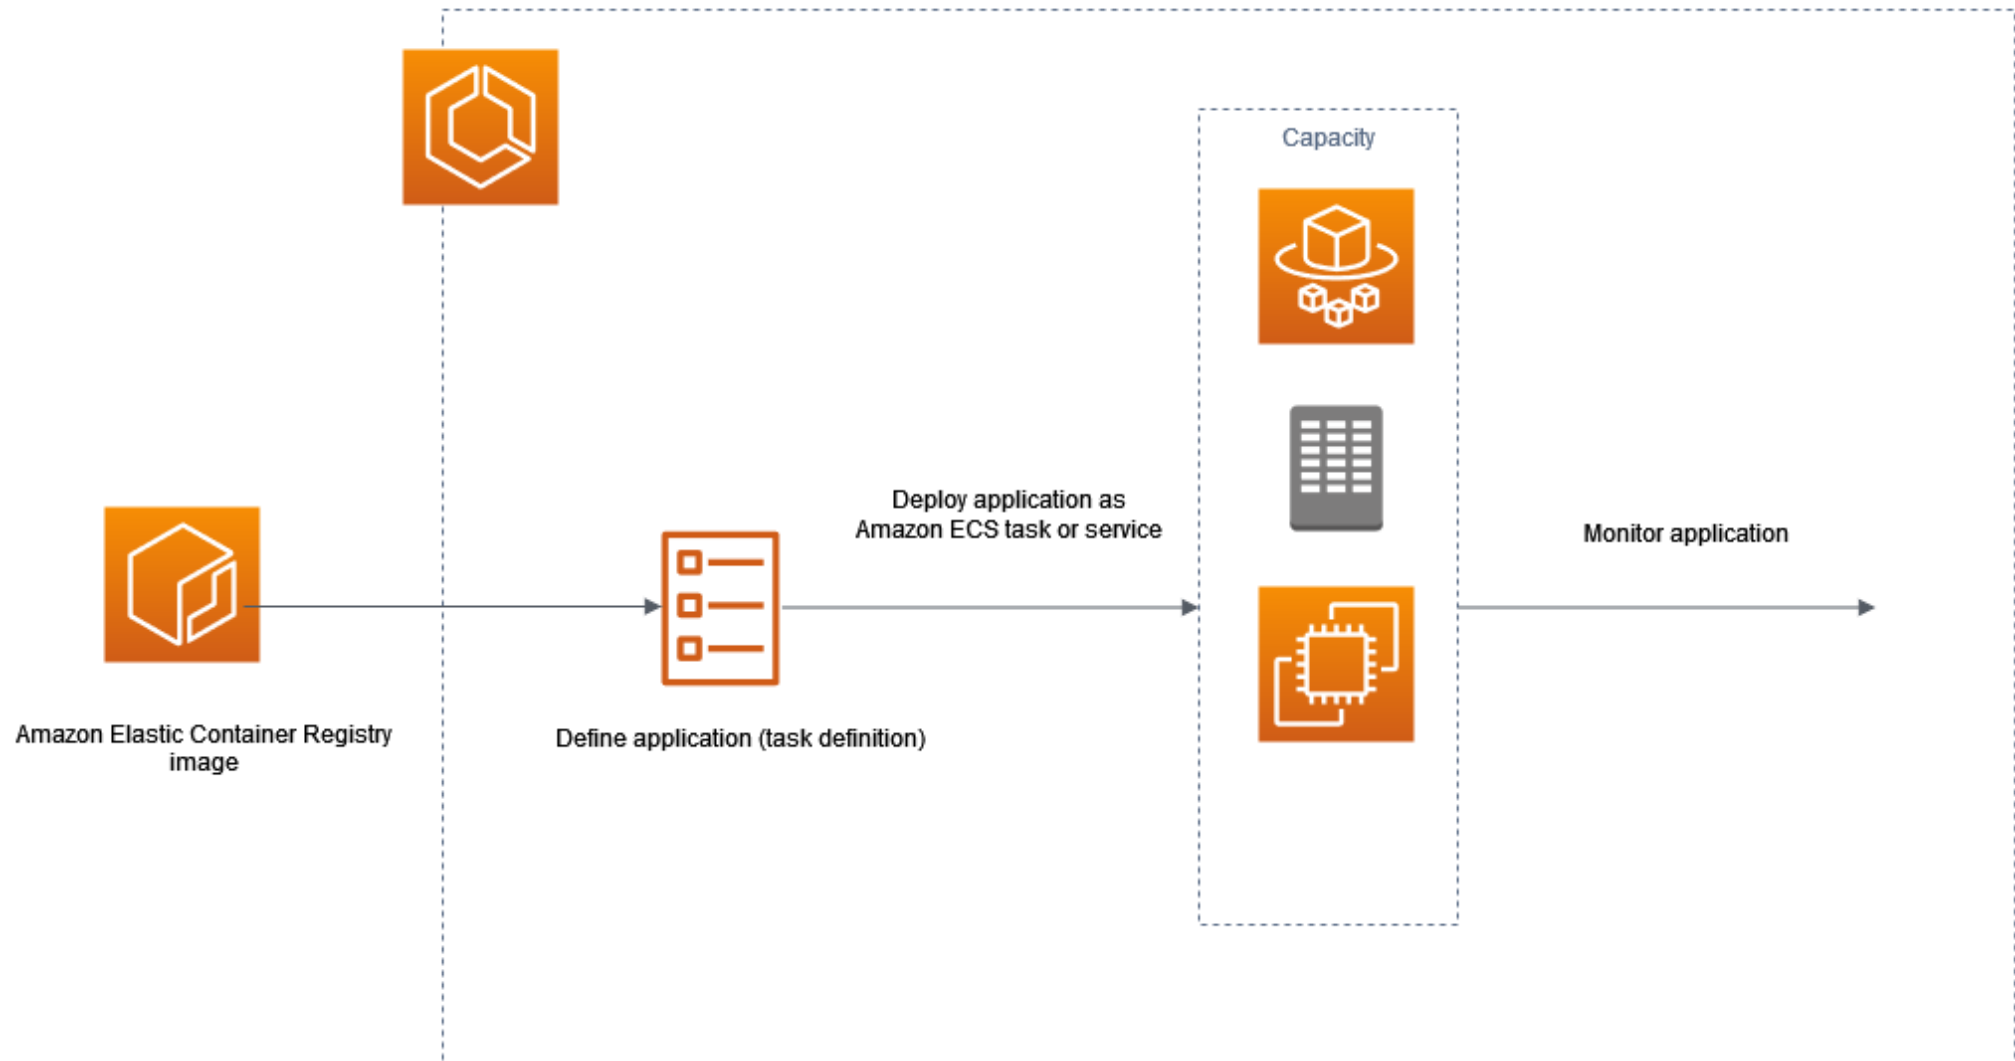 Capacity
Deploy application as
Amazon ECS task or service
Monitor application
Amazon Elastic Container Registry
image
Define application (task definition)